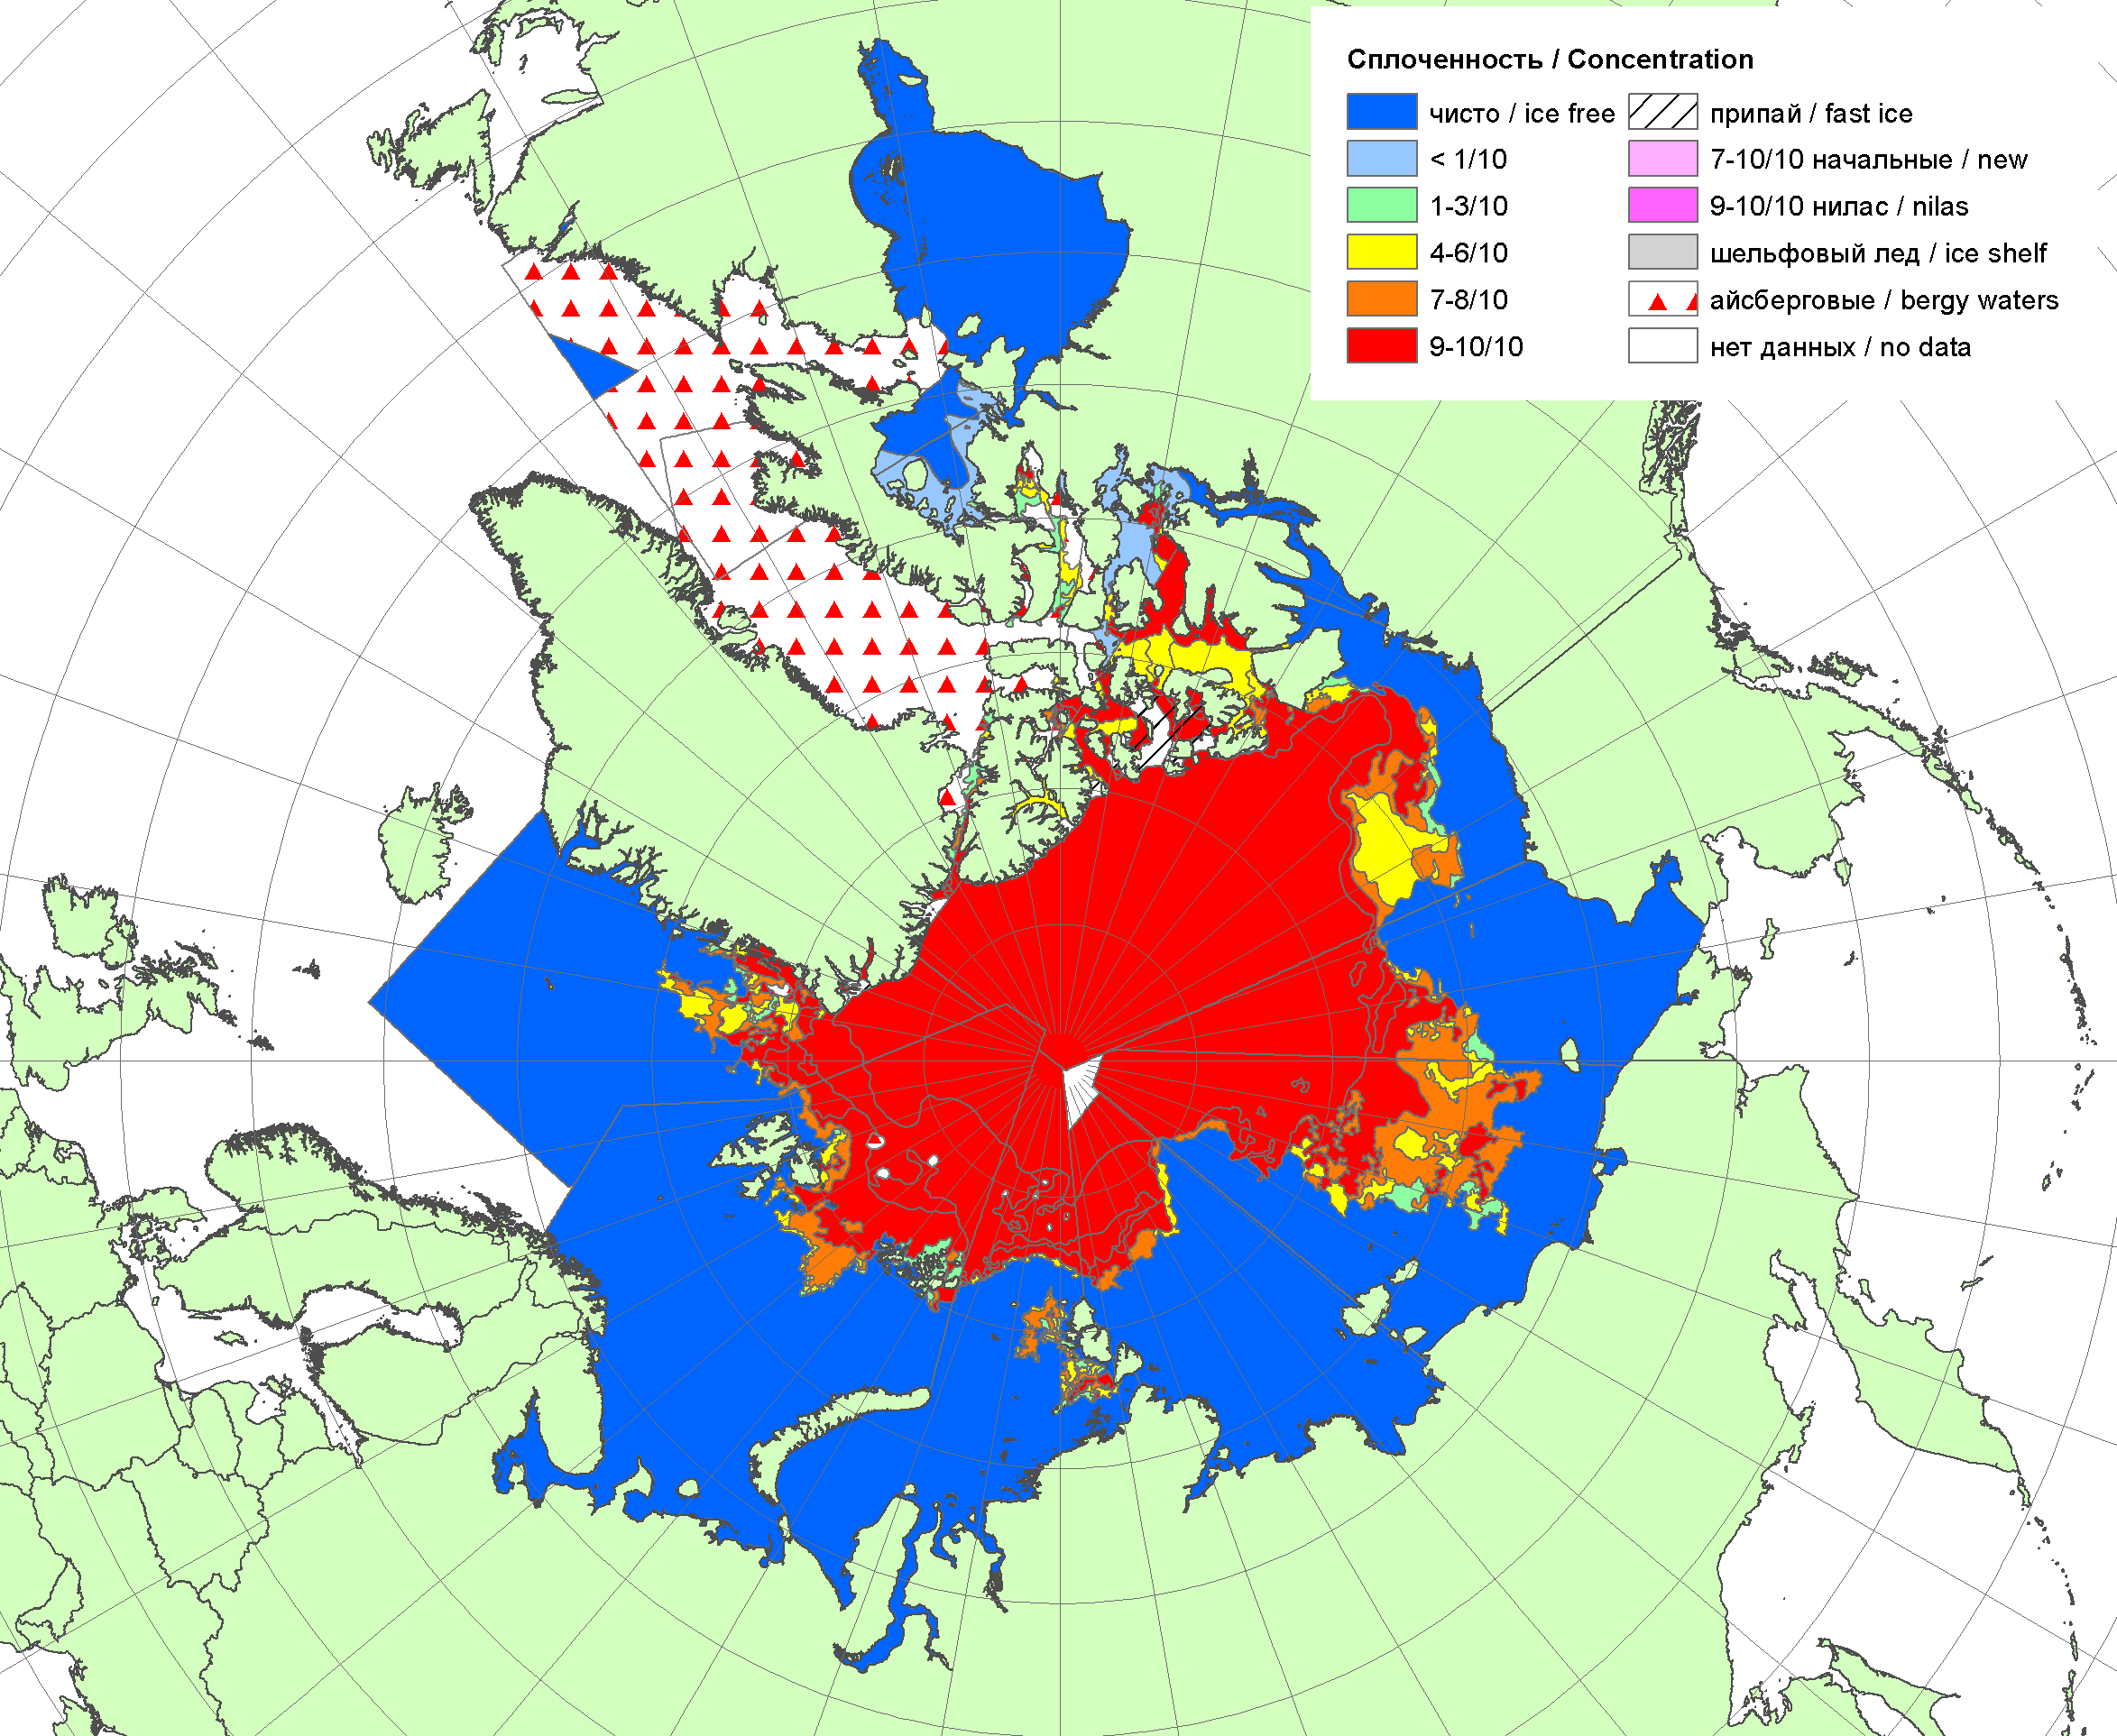 Сплоченность / Concentration
чисто / ice free
< 1/10
1-3/10
4-6/10
7-8/10
9-10/10
припай / fast ice
7-10/10 начальные / new
9-10/10 нилас / nilas
шельфовый лед / ice shelf
айсберговые / bergy waters
нет данных / no data